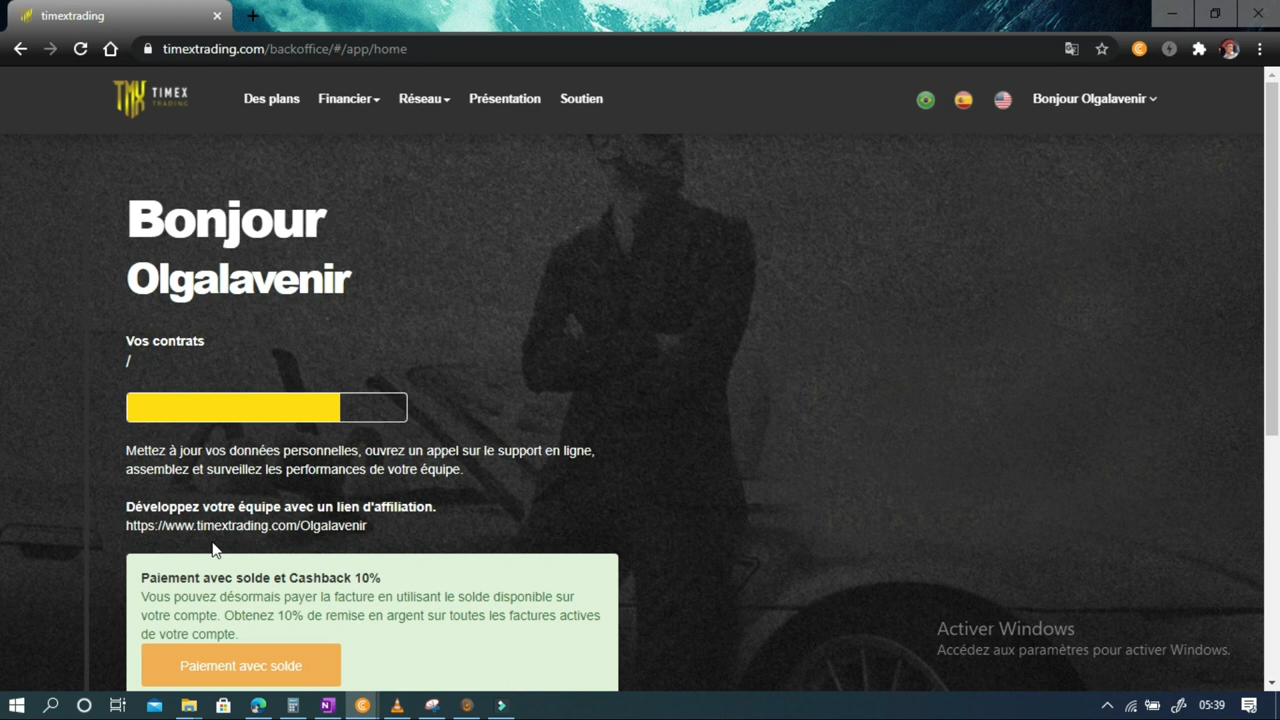 timextrading
timextrading.com/backoffice/#/app/home
TMX TIMEX
TRADING
Des plans
Financier
Réseau
Présentation
Soutien
Bonjour Olgalavenir
Bonjour
Olgalavenir
Vos contrats
/
Mettez à jour vos données personnelles, ouvrez un appel sur le support en ligne,
assemblez et surveillez les performances de votre équipe.
Développez votre équipe avec un lien d'affiliation.
https://www.timextrading.com/Olgalavenir
Paiement avec solde et Cashback 10%
Vous pouvez désormais payer la facture en utilisant le solde disponible sur
votre compte. Obtenez 10% de remise en argent sur toutes les factures actives
de votre compte.
Paiement avec solde
Activer Windows
Accédez aux paramètres pour activer Windows.
05:39